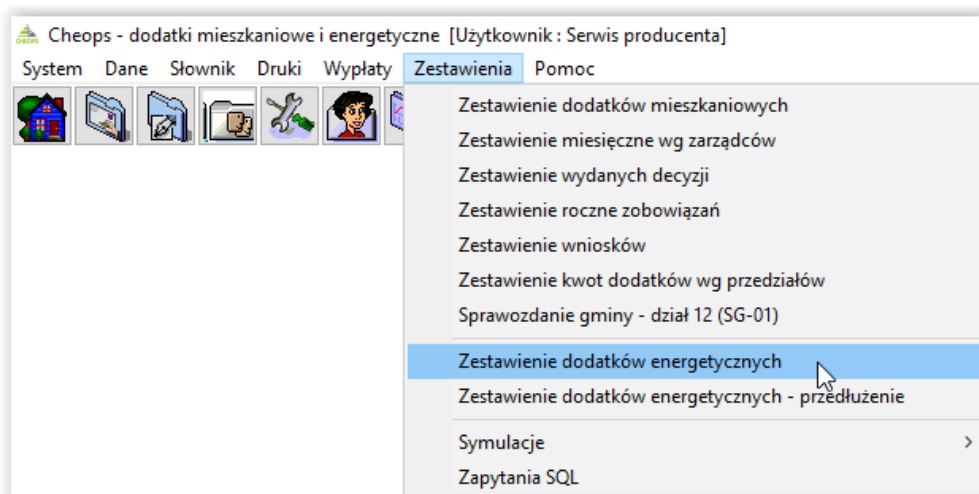 Cheops - dodatki mieszkaniowe i energetyczne [Użytkownik : Serwis producenta]
System Dane Słownik Druki Wypłaty Zestawienia Pomoc
Zestawienie dodatków mieszkaniowych
Zestawienie miesięczne wg zarządców
Zestawienie wydanych decyzji
Zestawienie roczne zobowiązań
Zestawienie wniosków
Zestawienie kwot dodatków wg przedziałów
Sprawozdanie gminy - dział 12 (SG-01)
Zestawienie dodatków energetycznych
Zestawienie dodatków energetycznych - przedłużenie
Symulacje
Zapytania SQL